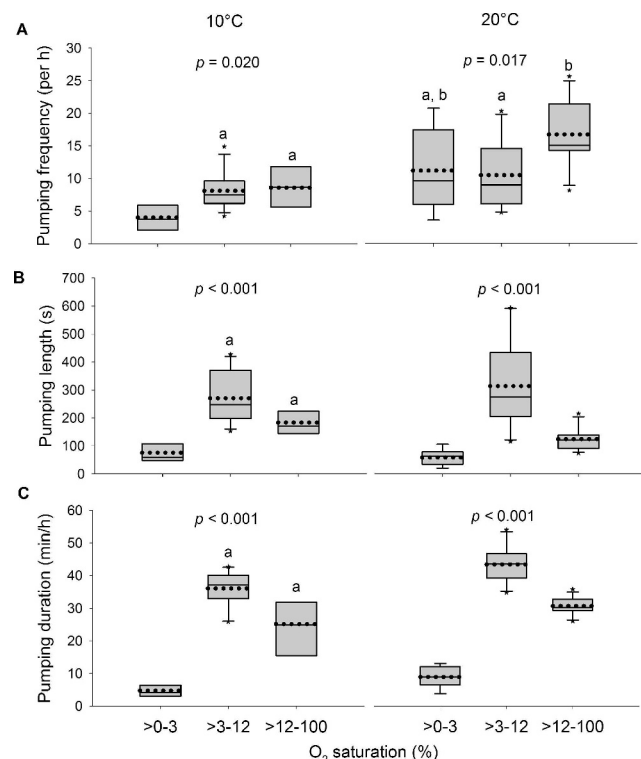 10°C 20°C
A
Pumping frequency (per h)
30
25
20
15
10
5
0
p = 0.020
a
a
p = 0.017
a, b
a
b
B
Pumping length (s)
700
600
500
400
300
200
100
0
p < 0.001
a
a
p < 0.001
C
Pumping duration (min/h)
60
50
40
30
20
10
0
p < 0.001
a
a
p < 0.001
>0-3 >3-12 >12-100 >0-3 >3-12 >12-100
O₂ saturation (%)